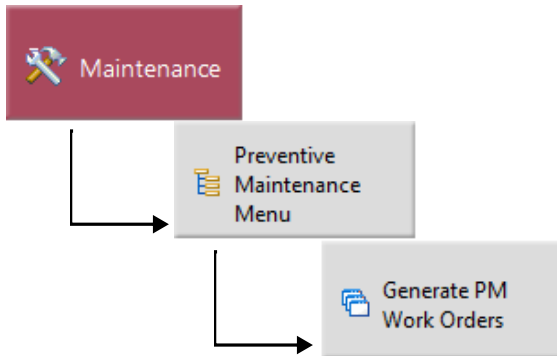 Maintenance
Preventive
Maintenance
Menu
Generate PM
Work Orders